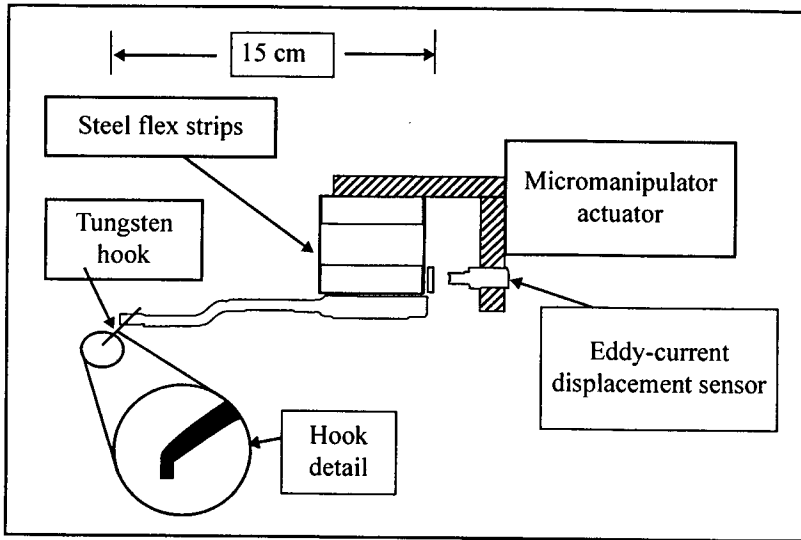 15 cm
Steel flex strips
Micromanipulator
actuator
Tungsten
hook
Eddy-current
displacement sensor
Hook
detail